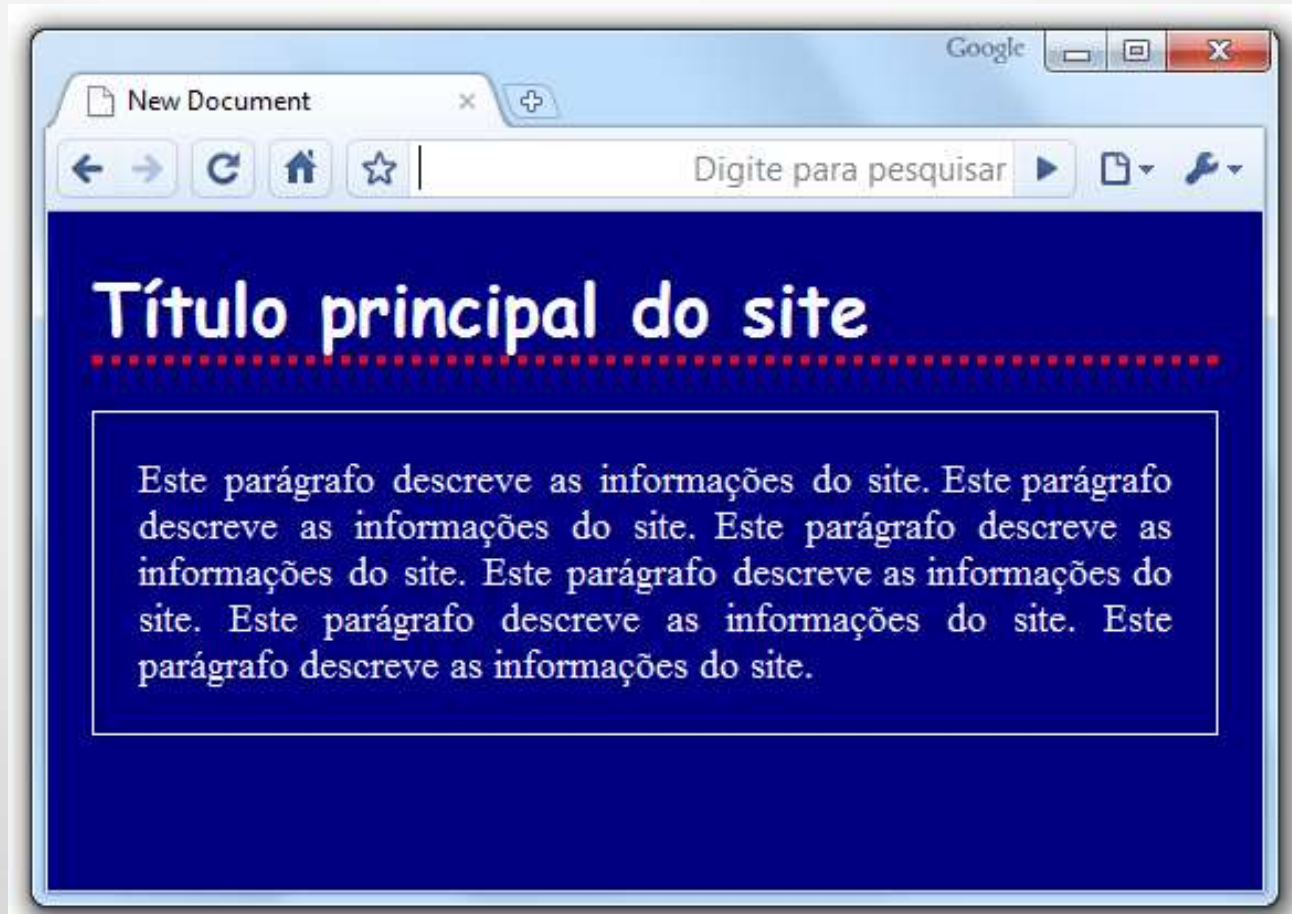 Google
New Document
Digite para pesquisar
Título principal do site
Este parágrafo descreve as informações do site. Este parágrafo
descreve as informações do site. Este parágrafo descreve as
informações do site. Este parágrafo descreve as informações do
site. Este parágrafo descreve as informações do site. Este
parágrafo descreve as informações do site.